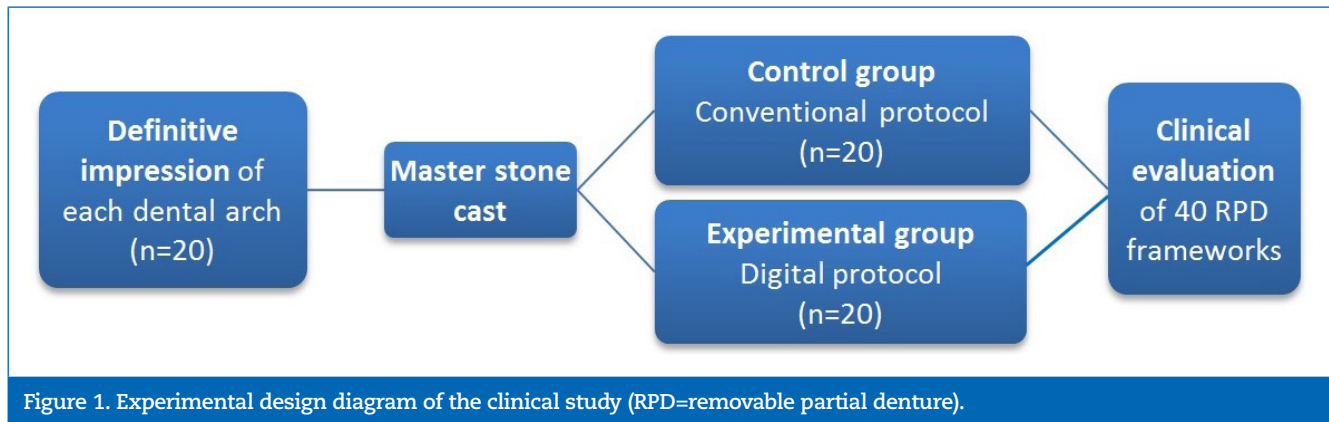 Definitive
impression of
each dental arch
(n=20)
Master stone
cast
Control group
Conventional protocol
(n=20)
Experimental group
Digital protocol
(n=20)
Clinical
evaluation
of 40 RPD
frameworks
Figure 1. Experimental design diagram of the clinical study (RPD=removable partial denture).